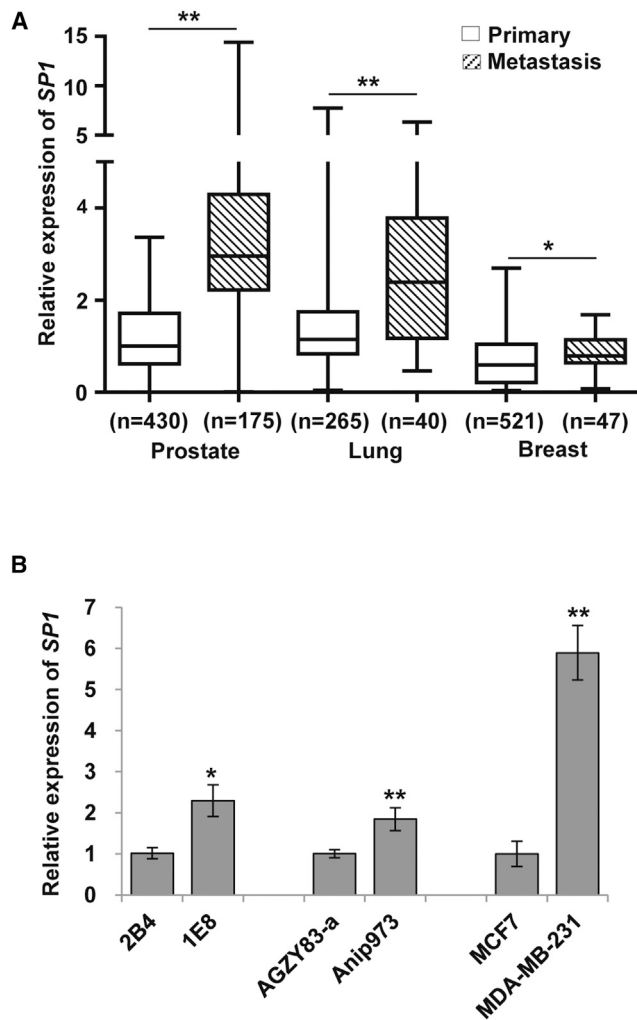 A
Relative expression of SP1
15
10
5
4
2
0
**
**
*
Primary
Metastasis
(n=430) (n=175) (n=265) (n=40) (n=521) (n=47)
Prostate Lung Breast
B
Relative expression of SP1
7
6
5
4
3
2
1
0
*
**
**
2B4 1E8 AGZY83-a Anip973 MCF7 MDA-MB-231